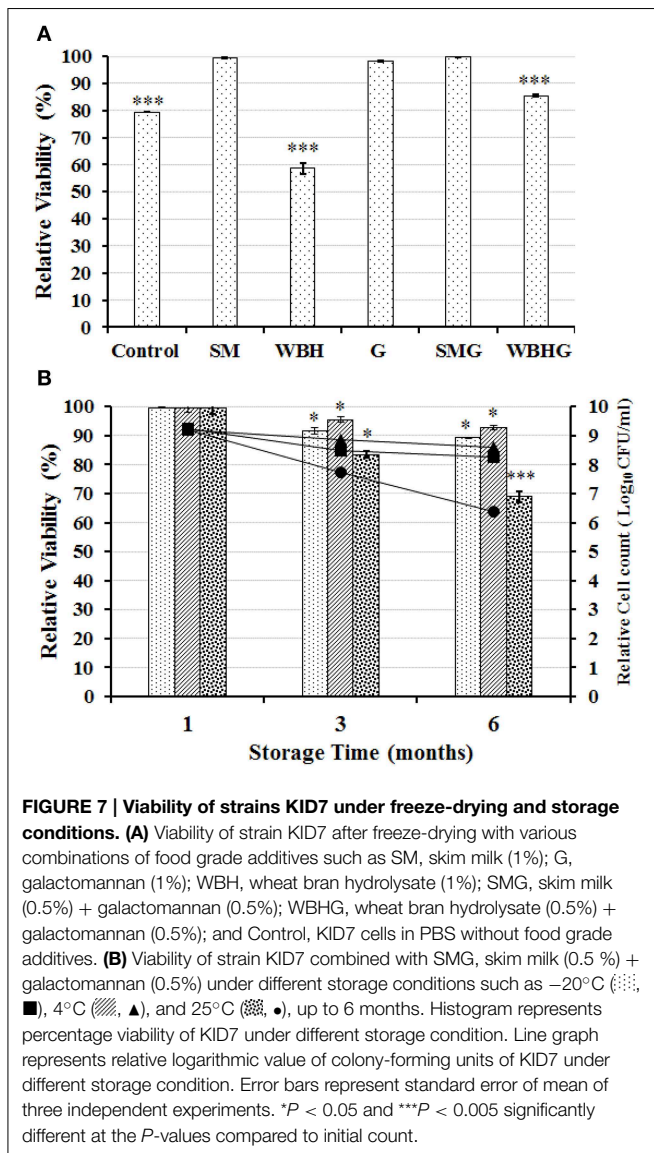 A
Relative Viability (%)
100
90
80
70
60
50
40
30
20
10
0
***
***
***
Control SM WBH G SMG WBHG
B
Relative Viability (%)
100
90
80
70
60
50
40
30
20
10
0
* * *
* * ***
10
9
8
7
6
5
4
3
2
1
0
Relative Cell count ( Log10 CFU/ml)
1 3 6
Storage Time (months)
FIGURE 7 | Viability of strains KID7 under freeze-drying and storage
conditions. (A) Viability of strain KID7 after freeze-drying with various
combinations of food grade additives such as SM, skim milk (1%); G,
galactomannan (1%); WBH, wheat bran hydrolysate (1%); SMG, skim milk
(0.5%) + galactomannan (0.5%); WBHG, wheat bran hydrolysate (0.5%) +
galactomannan (0.5%); and Control, KID7 cells in PBS without food grade
additives. (B) Viability of strain KID7 combined with SMG, skim milk (0.5 %) +
galactomannan (0.5%) under different storage conditions such as −20°C (░,
■), 4°C (▨, ▲), and 25°C (▩, ●), up to 6 months. Histogram represents
percentage viability of KID7 under different storage condition. Line graph
represents relative logarithmic value of colony-forming units of KID7 under
different storage condition. Error bars represent standard error of mean of
three independent experiments. *P < 0.05 and ***P < 0.005 significantly
different at the P-values compared to initial count.